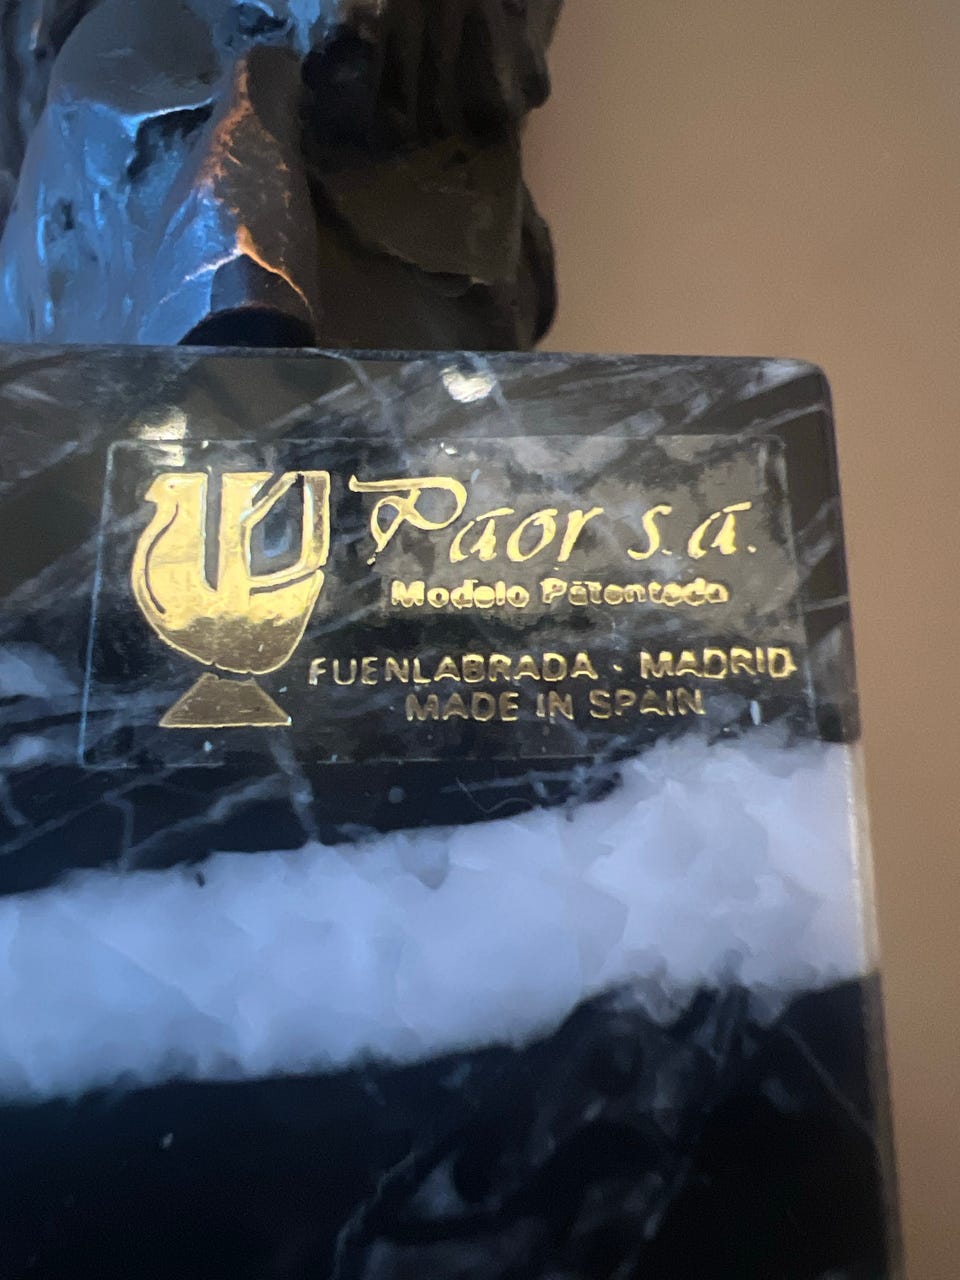 Paor s.a.
Modelo Patentado
FUENLABRADA · MADRID
MADE IN SPAIN